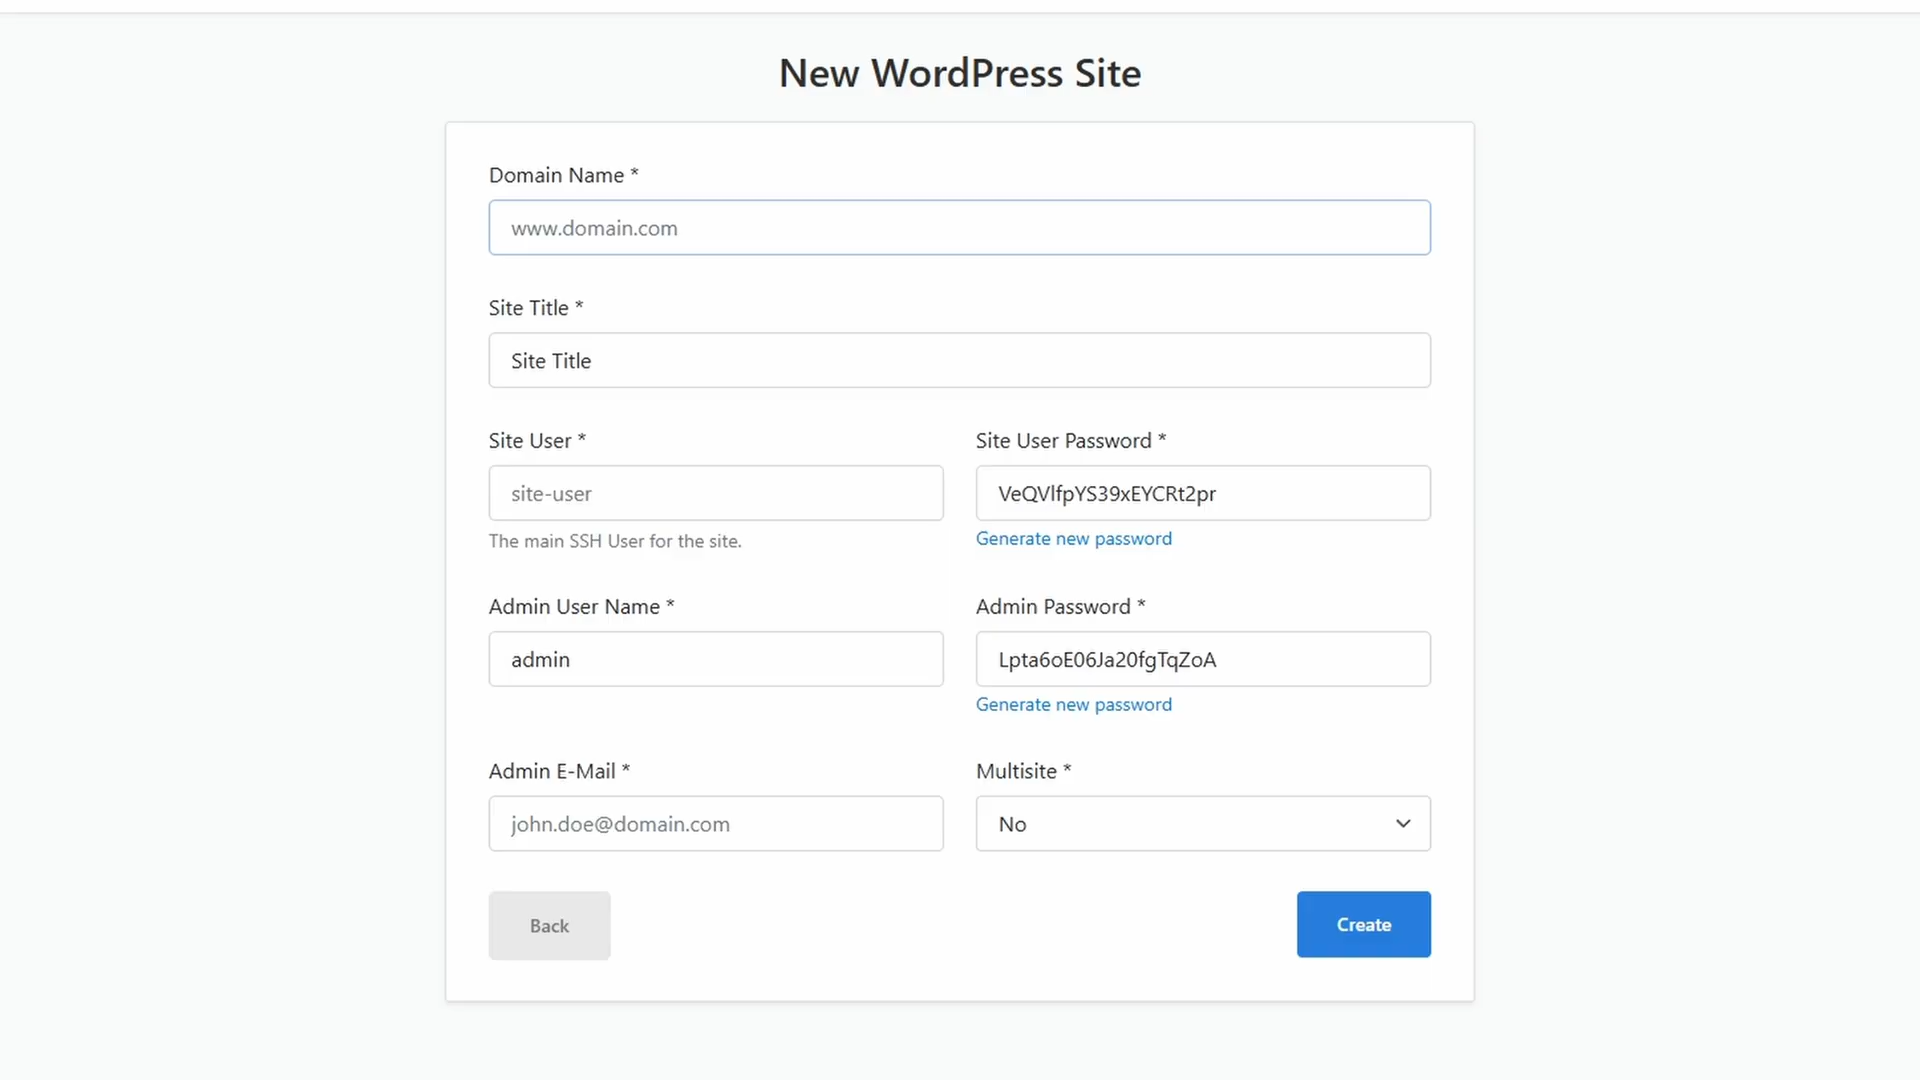 New WordPress Site
Domain Name *
www.domain.com
Site Title *
Site Title
Site User *
Site User Password *
site-user
VeQVlfpYS39xEYCRt2pr
The main SSH User for the site.
Generate new password
Admin User Name *
Admin Password *
admin
Lpta6oE06Ja20fgTqZoA
Generate new password
Admin E-Mail *
Multisite *
john.doe@domain.com
No
Back
Create